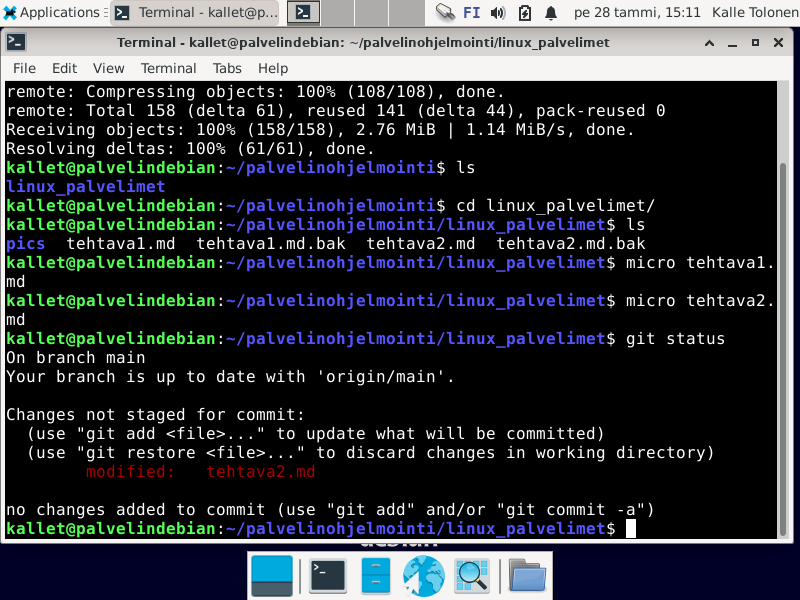 Applications
Terminal - kallet@p...
FI
pe 28 tammi, 15:11
Kalle Tolonen
Terminal - kallet@palvelindebian: ~/palvelinohjelmointi/linux_palvelimet
File Edit View Terminal Tabs Help
remote: Compressing objects: 100% (108/108), done.
remote: Total 158 (delta 61), reused 141 (delta 44), pack-reused 0
Receiving objects: 100% (158/158), 2.76 MiB | 1.14 MiB/s, done.
Resolving deltas: 100% (61/61), done.
kallet@palvelindebian:~/palvelinohjelmointi$ ls
linux_palvelimet
kallet@palvelindebian:~/palvelinohjelmointi$ cd linux_palvelimet/
kallet@palvelindebian:~/palvelinohjelmointi/linux_palvelimet$ ls
pics  tehtava1.md  tehtava1.md.bak  tehtava2.md  tehtava2.md.bak
kallet@palvelindebian:~/palvelinohjelmointi/linux_palvelimet$ micro tehtava1.
md
kallet@palvelindebian:~/palvelinohjelmointi/linux_palvelimet$ micro tehtava2.
md
kallet@palvelindebian:~/palvelinohjelmointi/linux_palvelimet$ git status
On branch main
Your branch is up to date with 'origin/main'.
Changes not staged for commit:
  (use "git add <file>..." to update what will be committed)
  (use "git restore <file>..." to discard changes in working directory)
        modified:   tehtava2.md
no changes added to commit (use "git add" and/or "git commit -a")
kallet@palvelindebian:~/palvelinohjelmointi/linux_palvelimet$